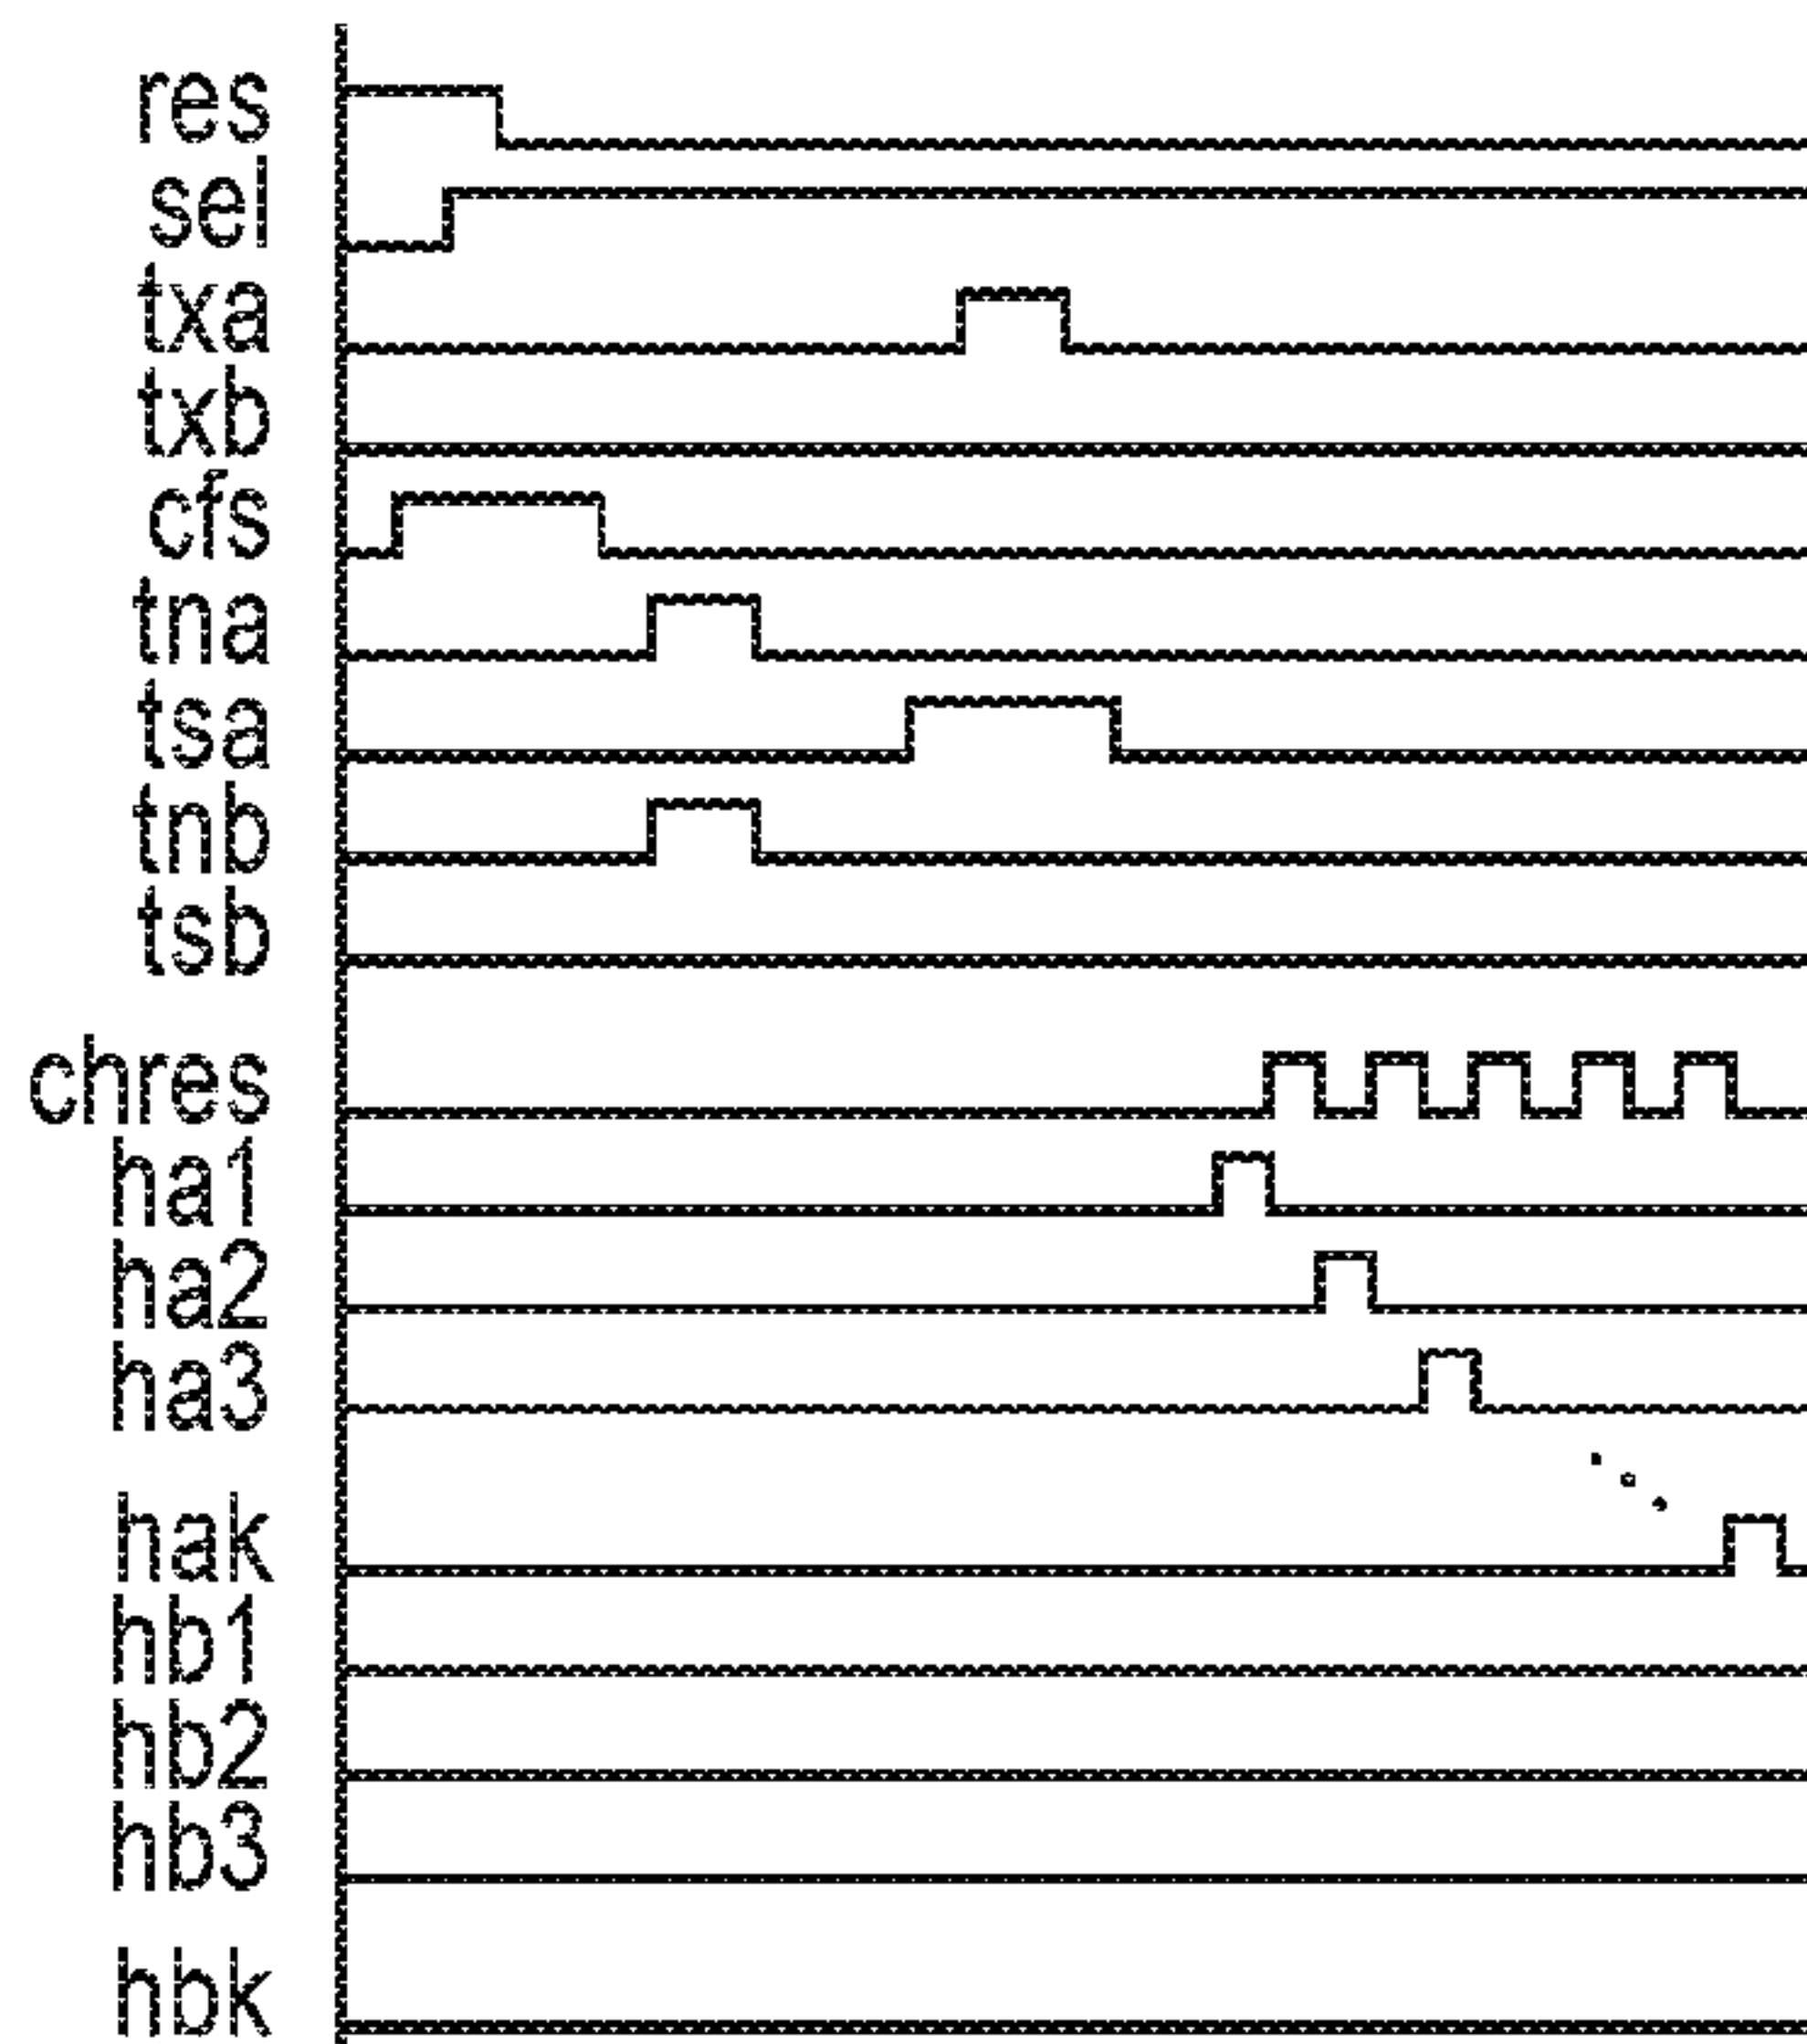 res
sel
txa
txb
cfs
tna
tsa
tnb
tsb
chres
ha1
ha2
ha3
hak
hb1
hb2
hb3
hbk